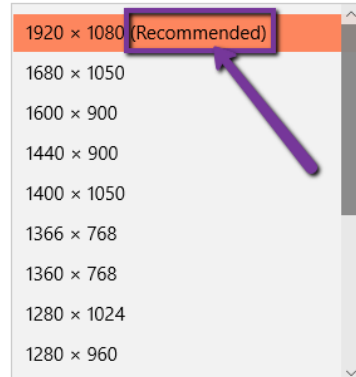 1920 × 1080 (Recommended)
1680 × 1050
1600 × 900
1440 × 900
1400 × 1050
1366 × 768
1360 × 768
1280 × 1024
1280 × 960